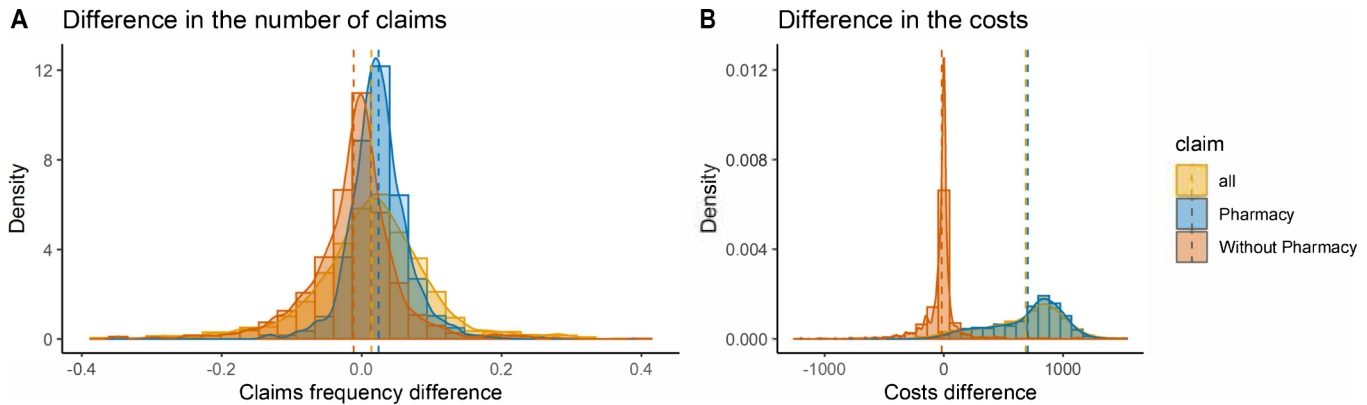 A Difference in the number of claims
Density
12
8
4
0
-0.4 -0.2 0.0 0.2 0.4
Claims frequency difference
B Difference in the costs
Density
0.012
0.008
0.004
0.000
-1000 0 1000
Costs difference
claim
all
Pharmacy
Without Pharmacy